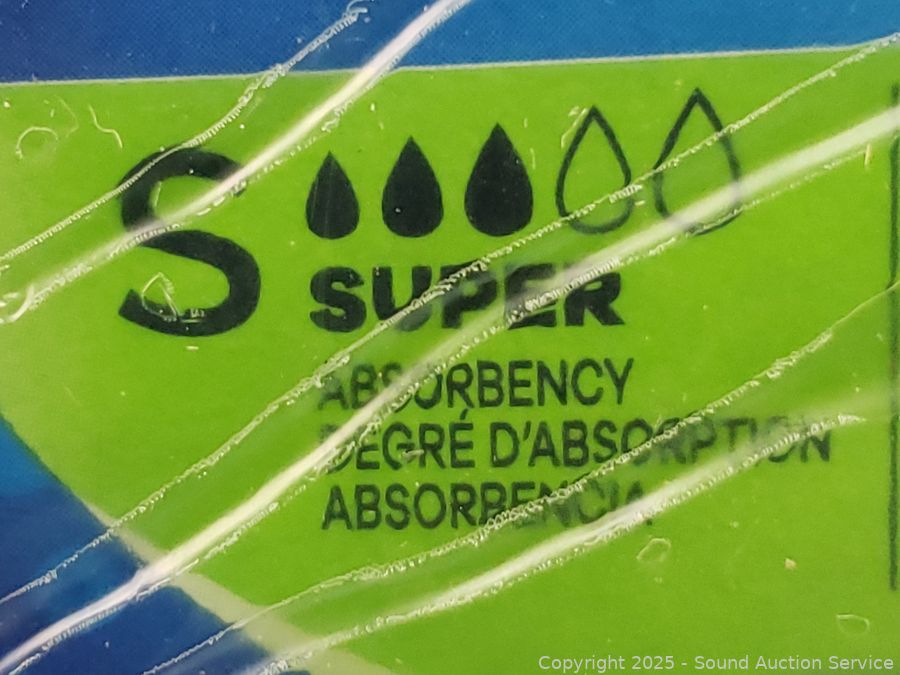 S
SUPER
ABSORBENCY
DEGRÉ D'ABSORPTION
ABSORBENCIA
Copyright 2025 - Sound Auction Service